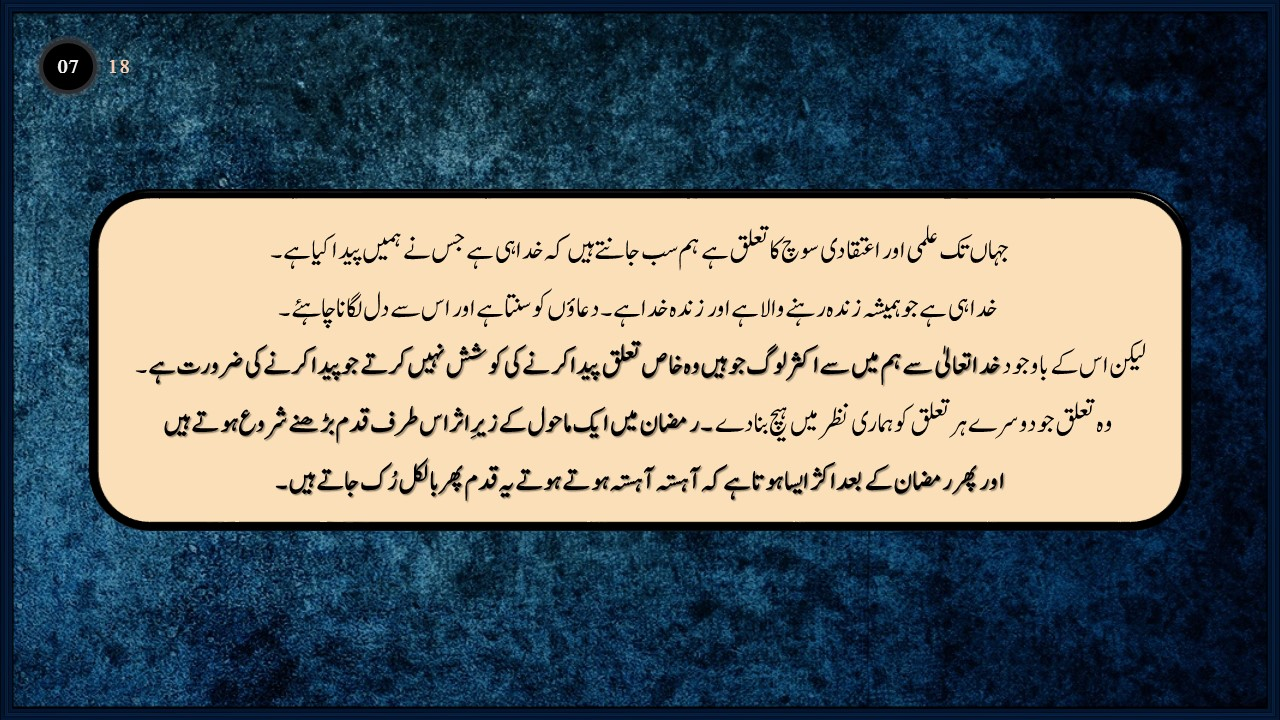 07 18
جہاں تک علمی اور اعتقادی سوچ کا تعلق ہے ہم سب جانتے ہیں کہ خدا ہی ہے جس نے ہمیں پیدا کیا ہے۔
خدا ہی ہے جو ہمیشہ زندہ رہنے والا ہے اور زندہ خدا ہے۔ دعاؤں کو سنتا ہے اور اس سے دل لگانا چاہئے۔
لیکن اس کے باوجود خدا تعالیٰ سے ہم میں سے اکثر لوگ جو ہیں وہ خاص تعلق پیدا کرنے کی کوشش نہیں کرتے جو پیدا کرنے کی ضرورت ہے۔
وہ تعلق جو دوسرے ہر تعلق کو ہماری نظر میں ہیچ بنادے۔ رمضان میں ایک ماحول کے زیرِ اثر اس طرف قدم بڑھنے شروع ہوتے ہیں
اور پھر رمضان کے بعد اکثر ایسا ہوتا ہے کہ آہستہ آہستہ ہوتے ہوتے یہ قدم پھر بالکل رُک جاتے ہیں۔